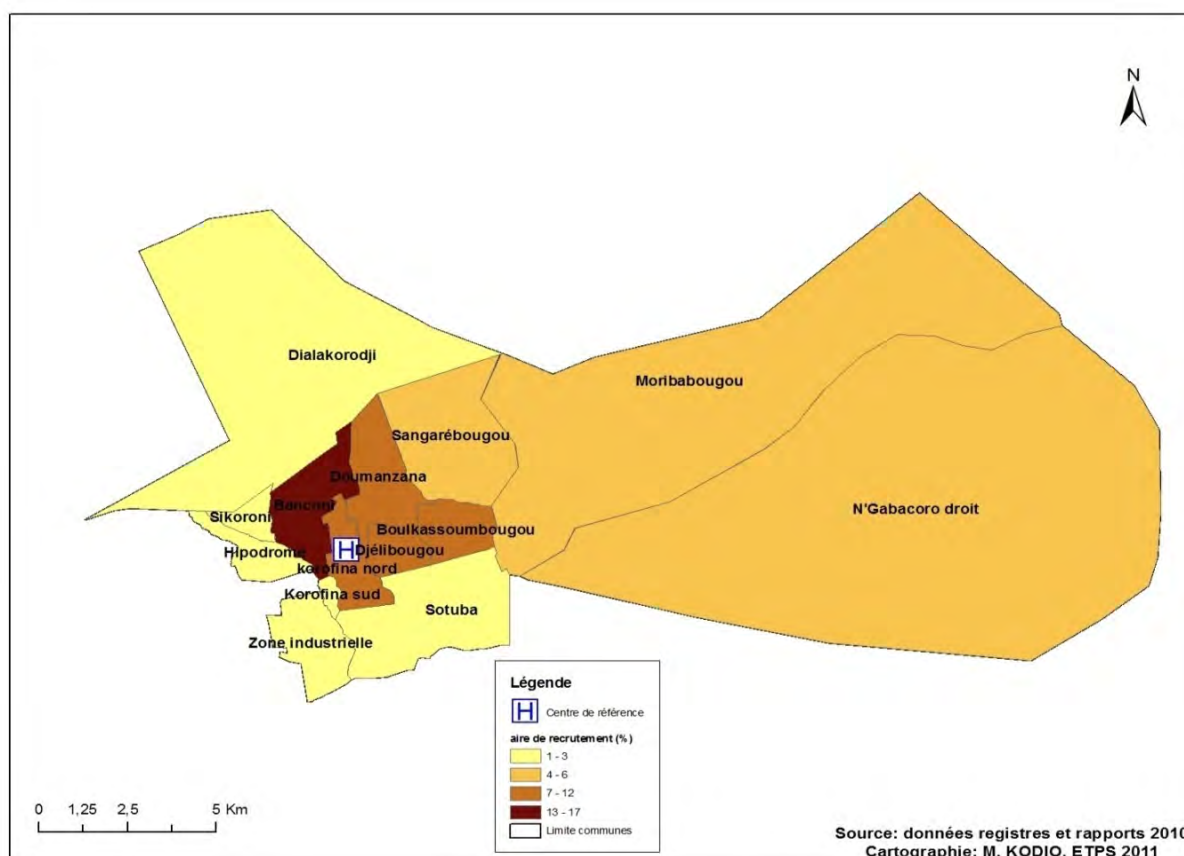 N
Dialakorodji
Moribabougou
Sangarébougou
Doumanzana
Banconi
Sikoroni
N'Gabacoro droit
Boulkassoumbougou
Hipodrome
H
Djélibougou
korofina nord
Korofina sud
Sotuba
Zone industrielle
Légende
H Centre de référence
aire de recrutement (%)
1 - 3
4 - 6
7 - 12
13 - 17
Limite communes
0 1,25 2,5 5 Km
Source: données registres et rapports 2010
Cartographie: M. KODIO, ETPS 2011